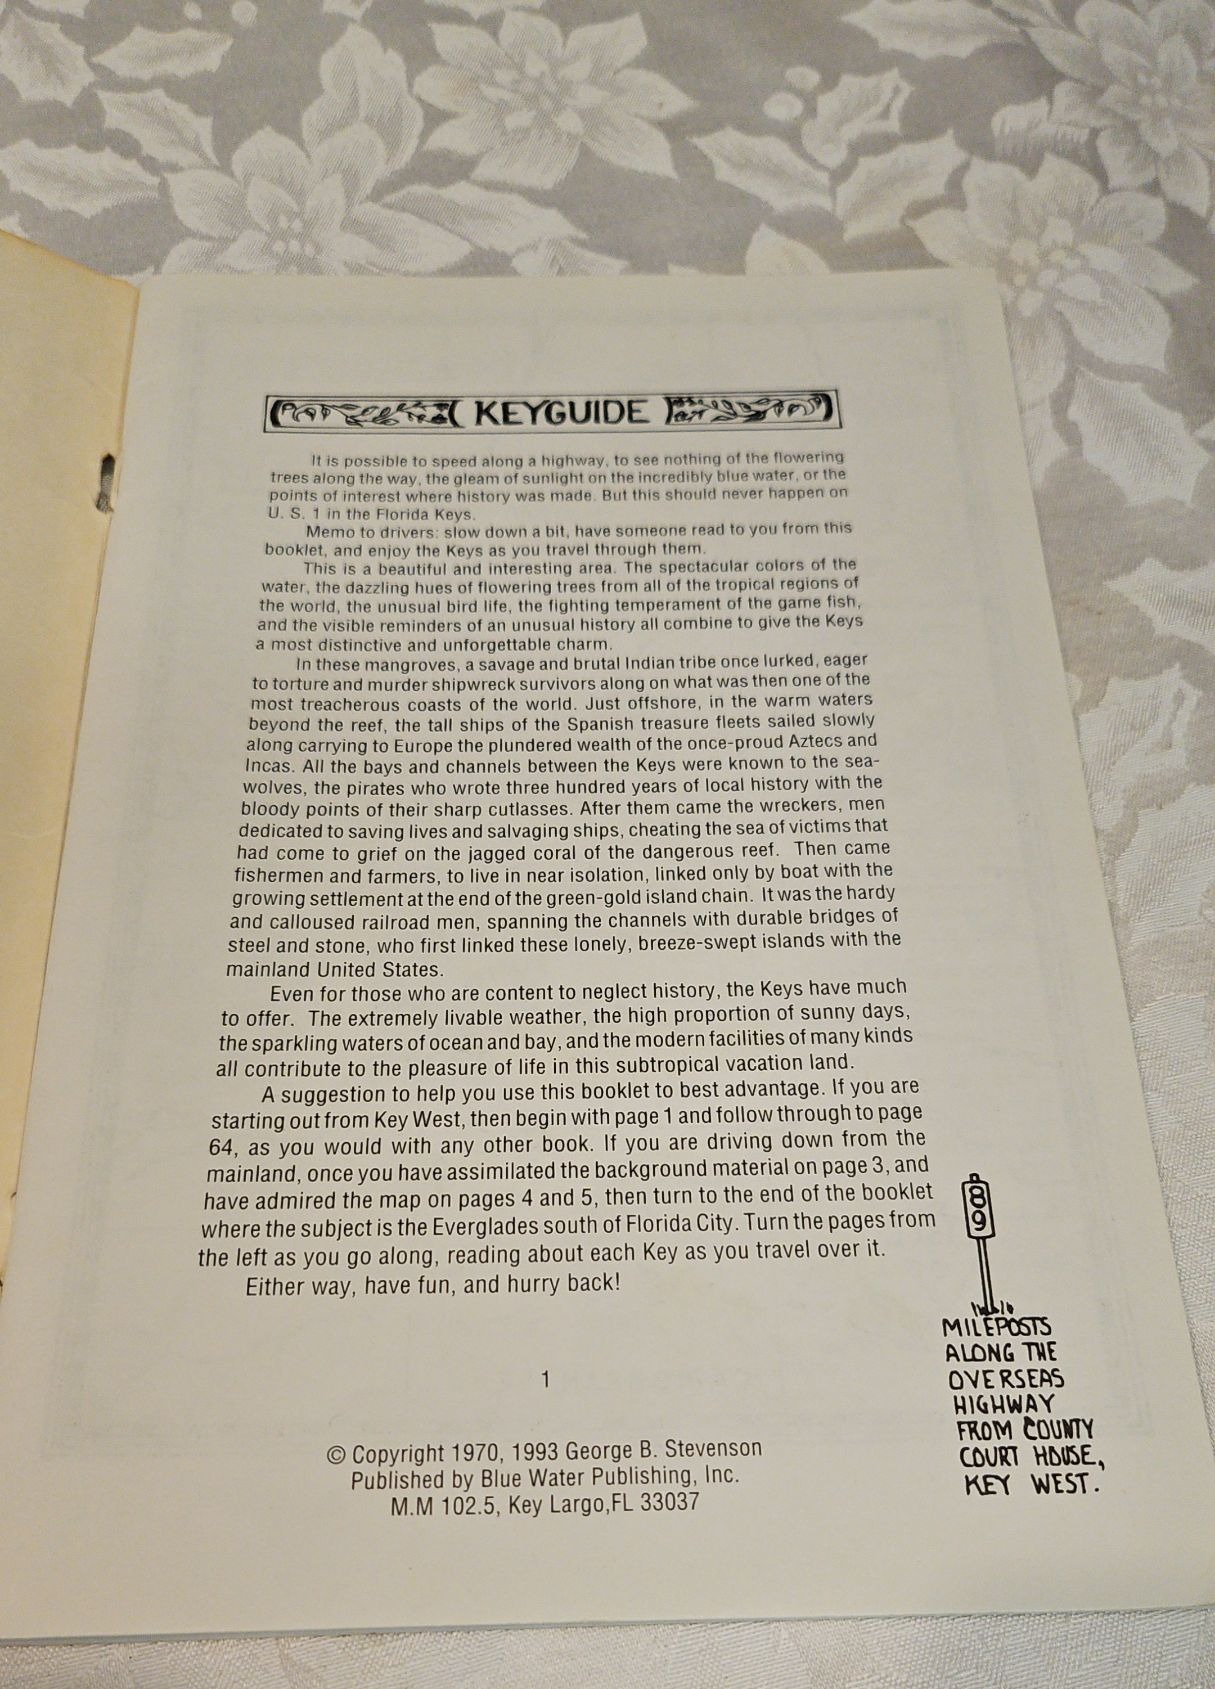 KEYGUIDE
It is possible to speed along a highway, to see nothing of the flowering
trees along the way, the gleam of sunlight on the incredibly blue water, or the
points of interest where history was made. But this should never happen on
U. S. 1 in the Florida Keys.
Memo to drivers: slow down a bit, have someone read to you from this
booklet, and enjoy the Keys as you travel through them.
This is a beautiful and interesting area. The spectacular colors of the
water, the dazzling hues of flowering trees from all of the tropical regions of
the world, the unusual bird life, the fighting temperament of the game fish,
and the visible reminders of an unusual history all combine to give the Keys
a most distinctive and unforgettable charm.
In these mangroves, a savage and brutal Indian tribe once lurked, eager
to torture and murder shipwreck survivors along on what was then one of the
most treacherous coasts of the world. Just offshore, in the warm waters
beyond the reef, the tall ships of the Spanish treasure fleets sailed slowly
along carrying to Europe the plundered wealth of the once-proud Aztecs and
Incas. All the bays and channels between the Keys were known to the sea-
wolves, the pirates who wrote three hundred years of local history with the
bloody points of their sharp cutlasses. After them came the wreckers, men
dedicated to saving lives and salvaging ships, cheating the sea of victims that
had come to grief on the jagged coral of the dangerous reef. Then came
fishermen and farmers, to live in near isolation, linked only by boat with the
growing settlement at the end of the green-gold island chain. It was the hardy
and calloused railroad men, spanning the channels with durable bridges of
steel and stone, who first linked these lonely, breeze-swept islands with the
mainland United States.
Even for those who are content to neglect history, the Keys have much
to offer. The extremely livable weather, the high proportion of sunny days,
the sparkling waters of ocean and bay, and the modern facilities of many kinds
all contribute to the pleasure of life in this subtropical vacation land.
A suggestion to help you use this booklet to best advantage. If you are
starting out from Key West, then begin with page 1 and follow through to page
64, as you would with any other book. If you are driving down from the
mainland, once you have assimilated the background material on page 3, and
have admired the map on pages 4 and 5, then turn to the end of the booklet
where the subject is the Everglades south of Florida City. Turn the pages from
the left as you go along, reading about each Key as you travel over it.
Either way, have fun, and hurry back!
8
9
MILEPOSTS
ALONG THE
OVERSEAS
HIGHWAY
FROM COUNTY
COURT HOUSE,
KEY WEST.
1
© Copyright 1970, 1993 George B. Stevenson
Published by Blue Water Publishing, Inc.
M.M 102.5, Key Largo,FL 33037